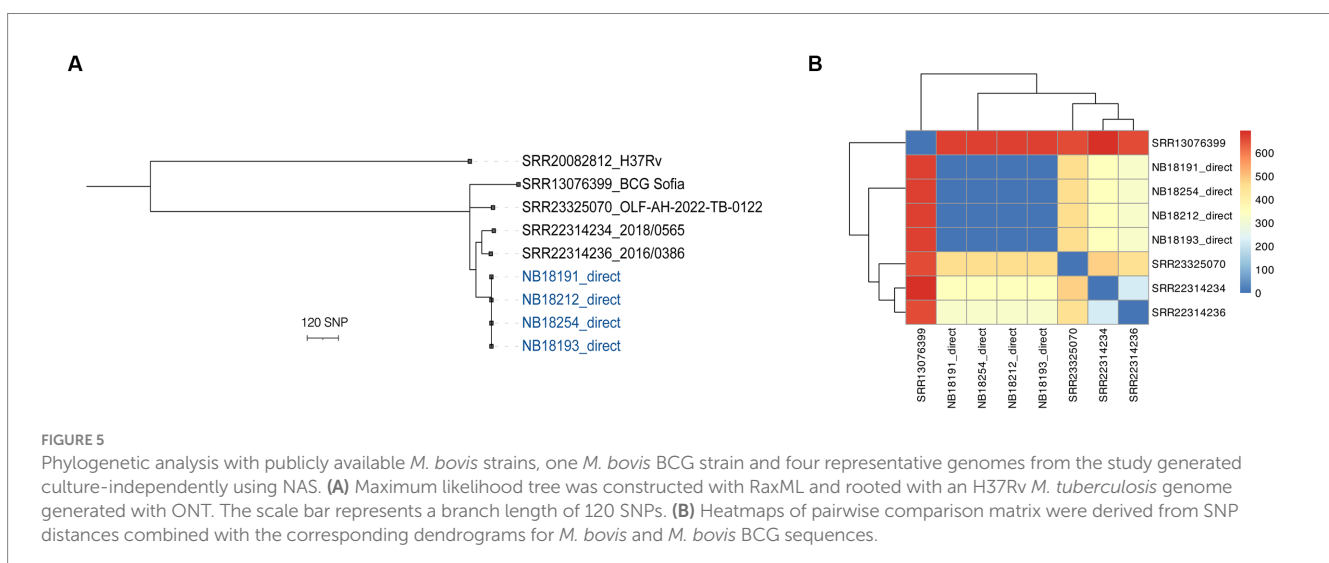 A
SRR20082812_H37Rv
SRR13076399_BCG Sofia
SRR23325070_OLF-AH-2022-TB-0122
SRR22314234_2018/0565
SRR22314236_2016/0386
NB18191_direct
NB18212_direct
NB18254_direct
NB18193_direct
120 SNP
B
SRR13076399
NB18191_direct
NB18254_direct
NB18212_direct
NB18193_direct
SRR23325070
SRR22314234
SRR22314236
600
500
400
300
200
100
0
SRR13076399
NB18191_direct
NB18254_direct
NB18212_direct
NB18193_direct
SRR23325070
SRR22314234
SRR22314236
FIGURE 5
Phylogenetic analysis with publicly available M. bovis strains, one M. bovis BCG strain and four representative genomes from the study generated
culture-independently using NAS. (A) Maximum likelihood tree was constructed with RaxML and rooted with an H37Rv M. tuberculosis genome
generated with ONT. The scale bar represents a branch length of 120 SNPs. (B) Heatmaps of pairwise comparison matrix were derived from SNP
distances combined with the corresponding dendrograms for M. bovis and M. bovis BCG sequences.